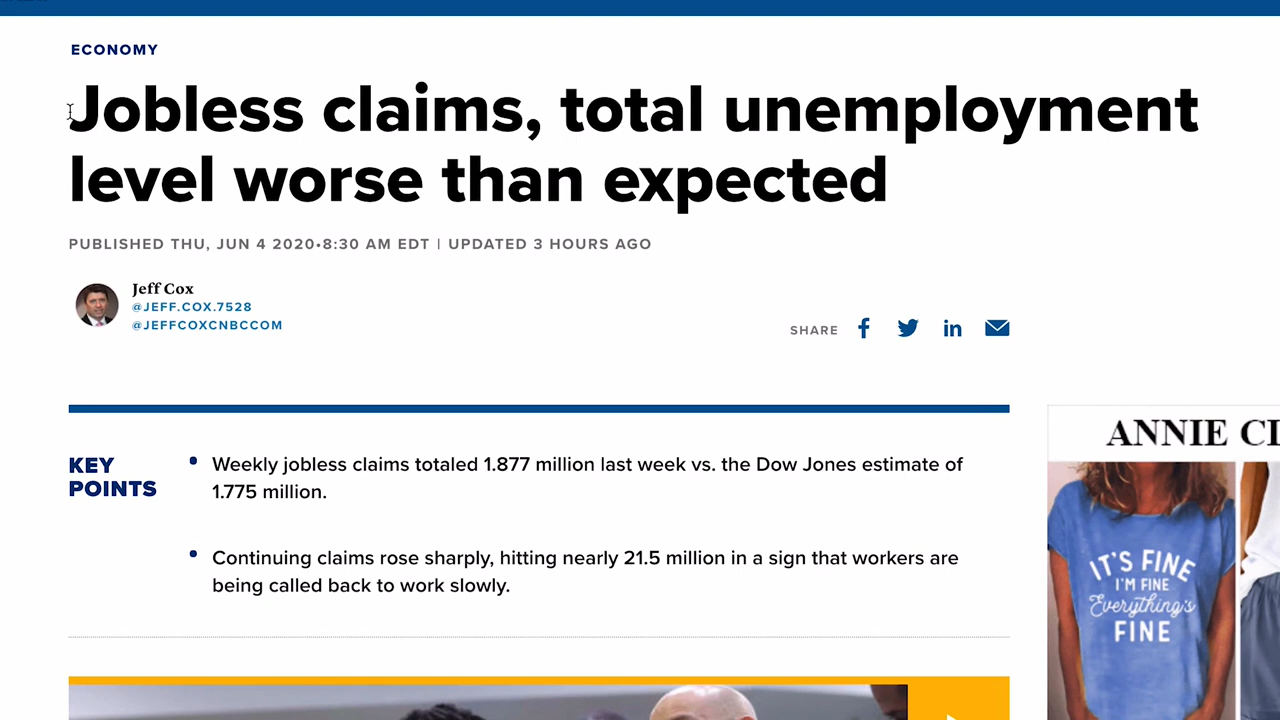 ECONOMY
Jobless claims, total unemployment
level worse than expected
PUBLISHED THU, JUN 4 2020•8:30 AM EDT | UPDATED 3 HOURS AGO
Jeff Cox
@JEFF.COX.7528
@JEFFCOXCNBCCOM
SHARE
KEY
POINTS
• Weekly jobless claims totaled 1.877 million last week vs. the Dow Jones estimate of
1.775 million.
• Continuing claims rose sharply, hitting nearly 21.5 million in a sign that workers are
being called back to work slowly.
ANNIE
IT'S FINE
I'M FINE
Everything's
FINE